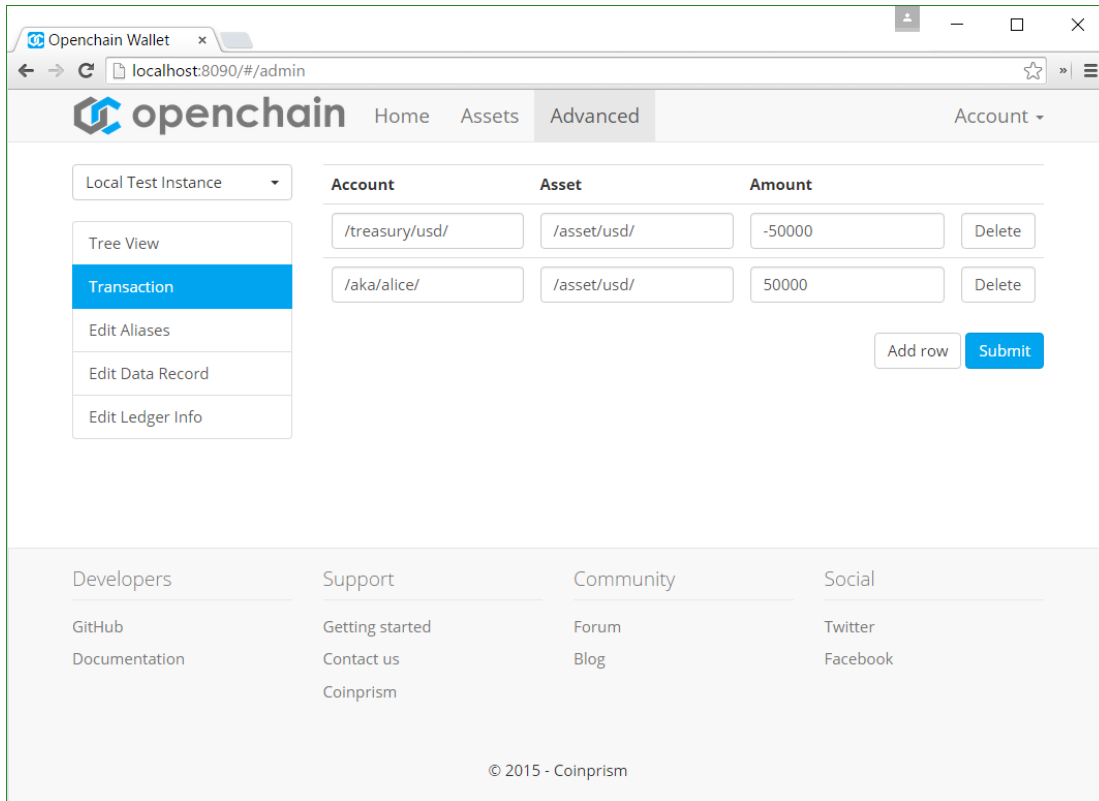 Openchain Wallet
localhost:8090/#/admin
openchain Home Assets Advanced Account
Local Test Instance
Tree View
Transaction
Edit Aliases
Edit Data Record
Edit Ledger Info
Account Asset Amount
/treasury/usd/ /asset/usd/ -50000 Delete
/aka/alice/ /asset/usd/ 50000 Delete
Add row Submit
Developers
GitHub
Documentation
Support
Getting started
Contact us
Coinprism
Community
Forum
Blog
Social
Twitter
Facebook
© 2015 - Coinprism